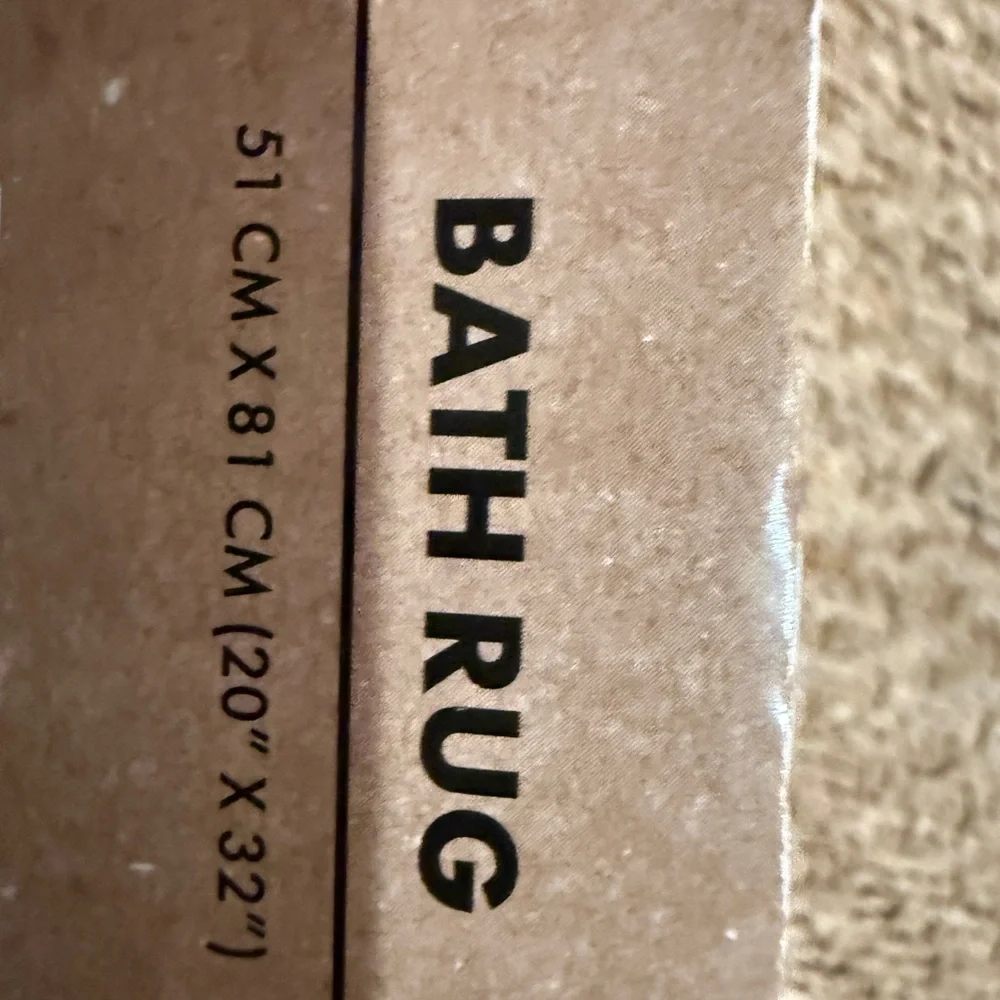 BATH RUG
51 CM X 81 CM (20" X 32")